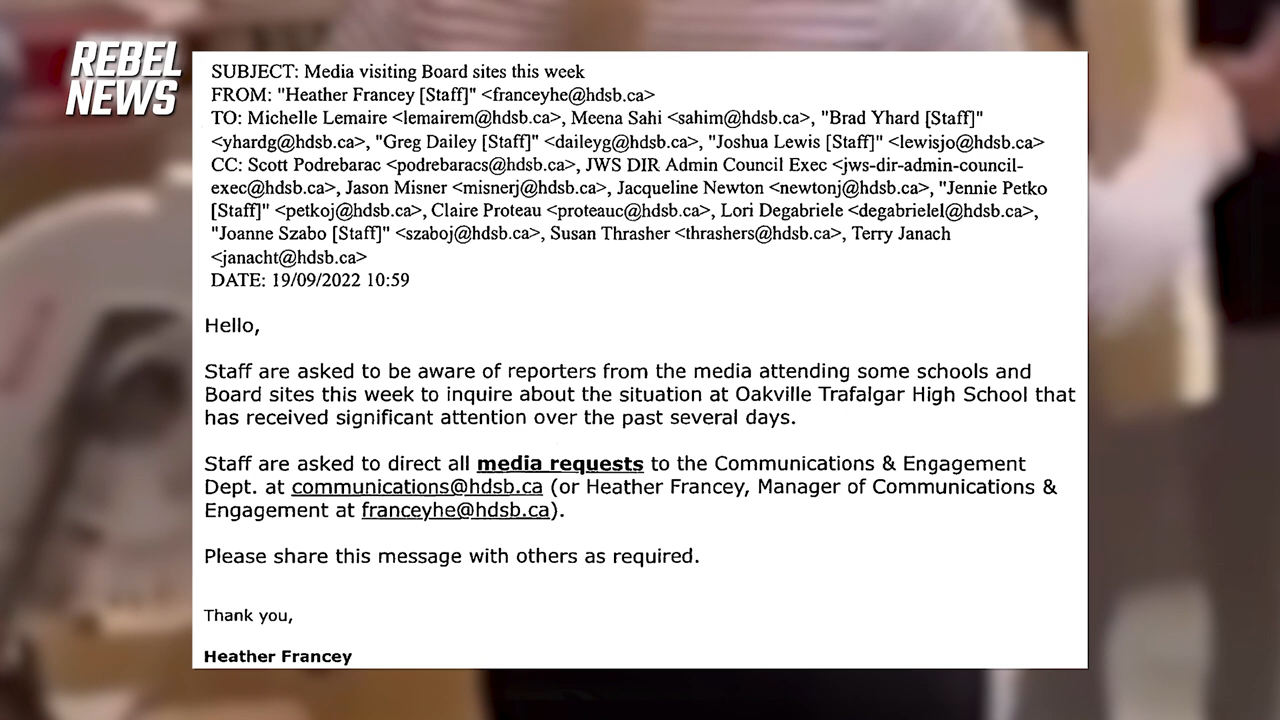 REBEL
NEWS
SUBJECT: Media visiting Board sites this week
FROM: "Heather Francey [Staff]" <franceyhe@hdsb.ca>
TO: Michelle Lemaire <lemairem@hdsb.ca>, Meena Sahi <sahim@hdsb.ca>, "Brad Yhard [Staff]"
<yhardg@hdsb.ca>, "Greg Dailey [Staff]" <daileyg@hdsb.ca>, "Joshua Lewis [Staff]" <lewisjo@hdsb.ca>
CC: Scott Podrebarac <podrebaracs@hdsb.ca>, JWS DIR Admin Council Exec <jws-dir-admin-council-
exec@hdsb.ca>, Jason Misner <misnerj@hdsb.ca>, Jacqueline Newton <newtonj@hdsb.ca>, "Jennie Petko
[Staff]" <petkoj@hdsb.ca>, Claire Proteau <proteauc@hdsb.ca>, Lori Degabriele <degabrielel@hdsb.ca>,
"Joanne Szabo [Staff]" <szaboj@hdsb.ca>, Susan Thrasher <thrashers@hdsb.ca>, Terry Janach
<janacht@hdsb.ca>
DATE: 19/09/2022 10:59
Hello,
Staff are asked to be aware of reporters from the media attending some schools and
Board sites this week to inquire about the situation at Oakville Trafalgar High School that
has received significant attention over the past several days.
Staff are asked to direct all media requests to the Communications & Engagement
Dept. at communications@hdsb.ca (or Heather Francey, Manager of Communications &
Engagement at franceyhe@hdsb.ca).
Please share this message with others as required.
Thank you,
Heather Francey